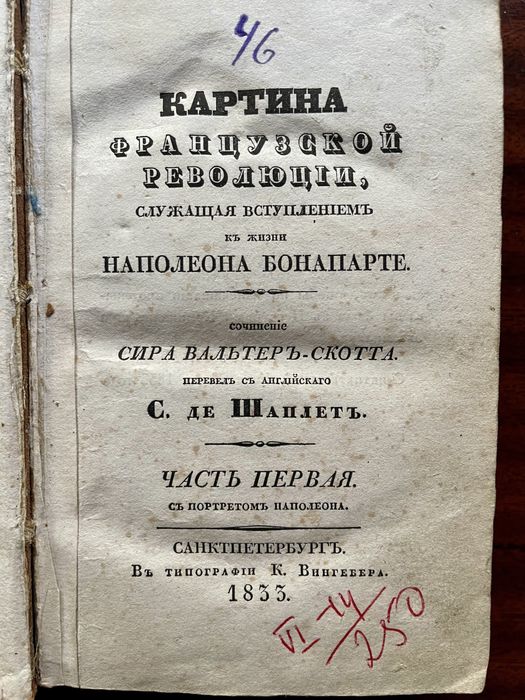 46
КАРТИНА
ФРАНЦУЗСКОЙ
РЕВОЛЮЦІИ,
СЛУЖАЩАЯ ВСТУПЛЕНІЕМЪ
КЪ ЖИЗНИ
НАПОЛЕОНА БОНАПАРТЕ.
СОЧИНЕНІЕ
СИРА ВАЛЬТЕРЪ-СКОТТА.
ПЕРЕВЕЛЪ СЪ АНГЛІЙСКАГО
С. ДЕ ШАПЛЕТЪ.
ЧАСТЬ ПЕРВАЯ.
СЪ ПОРТРЕТОМЪ НАПОЛЕОНА.
САНКТПЕТЕРБУРГЪ.
Въ типографіи К. Вингебера.
1833.
VI-14/250